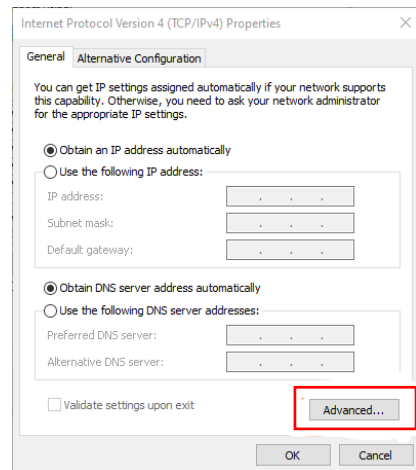 Internet Protocol Version 4 (TCP/IPv4) Properties
General Alternative Configuration
You can get IP settings assigned automatically if your network supports
this capability. Otherwise, you need to ask your network administrator
for the appropriate IP settings.
Obtain an IP address automatically
Use the following IP address:
IP address:
Subnet mask:
Default gateway:
Obtain DNS server address automatically
Use the following DNS server addresses:
Preferred DNS server:
Alternative DNS server:
Validate settings upon exit
Advanced...
OK Cancel